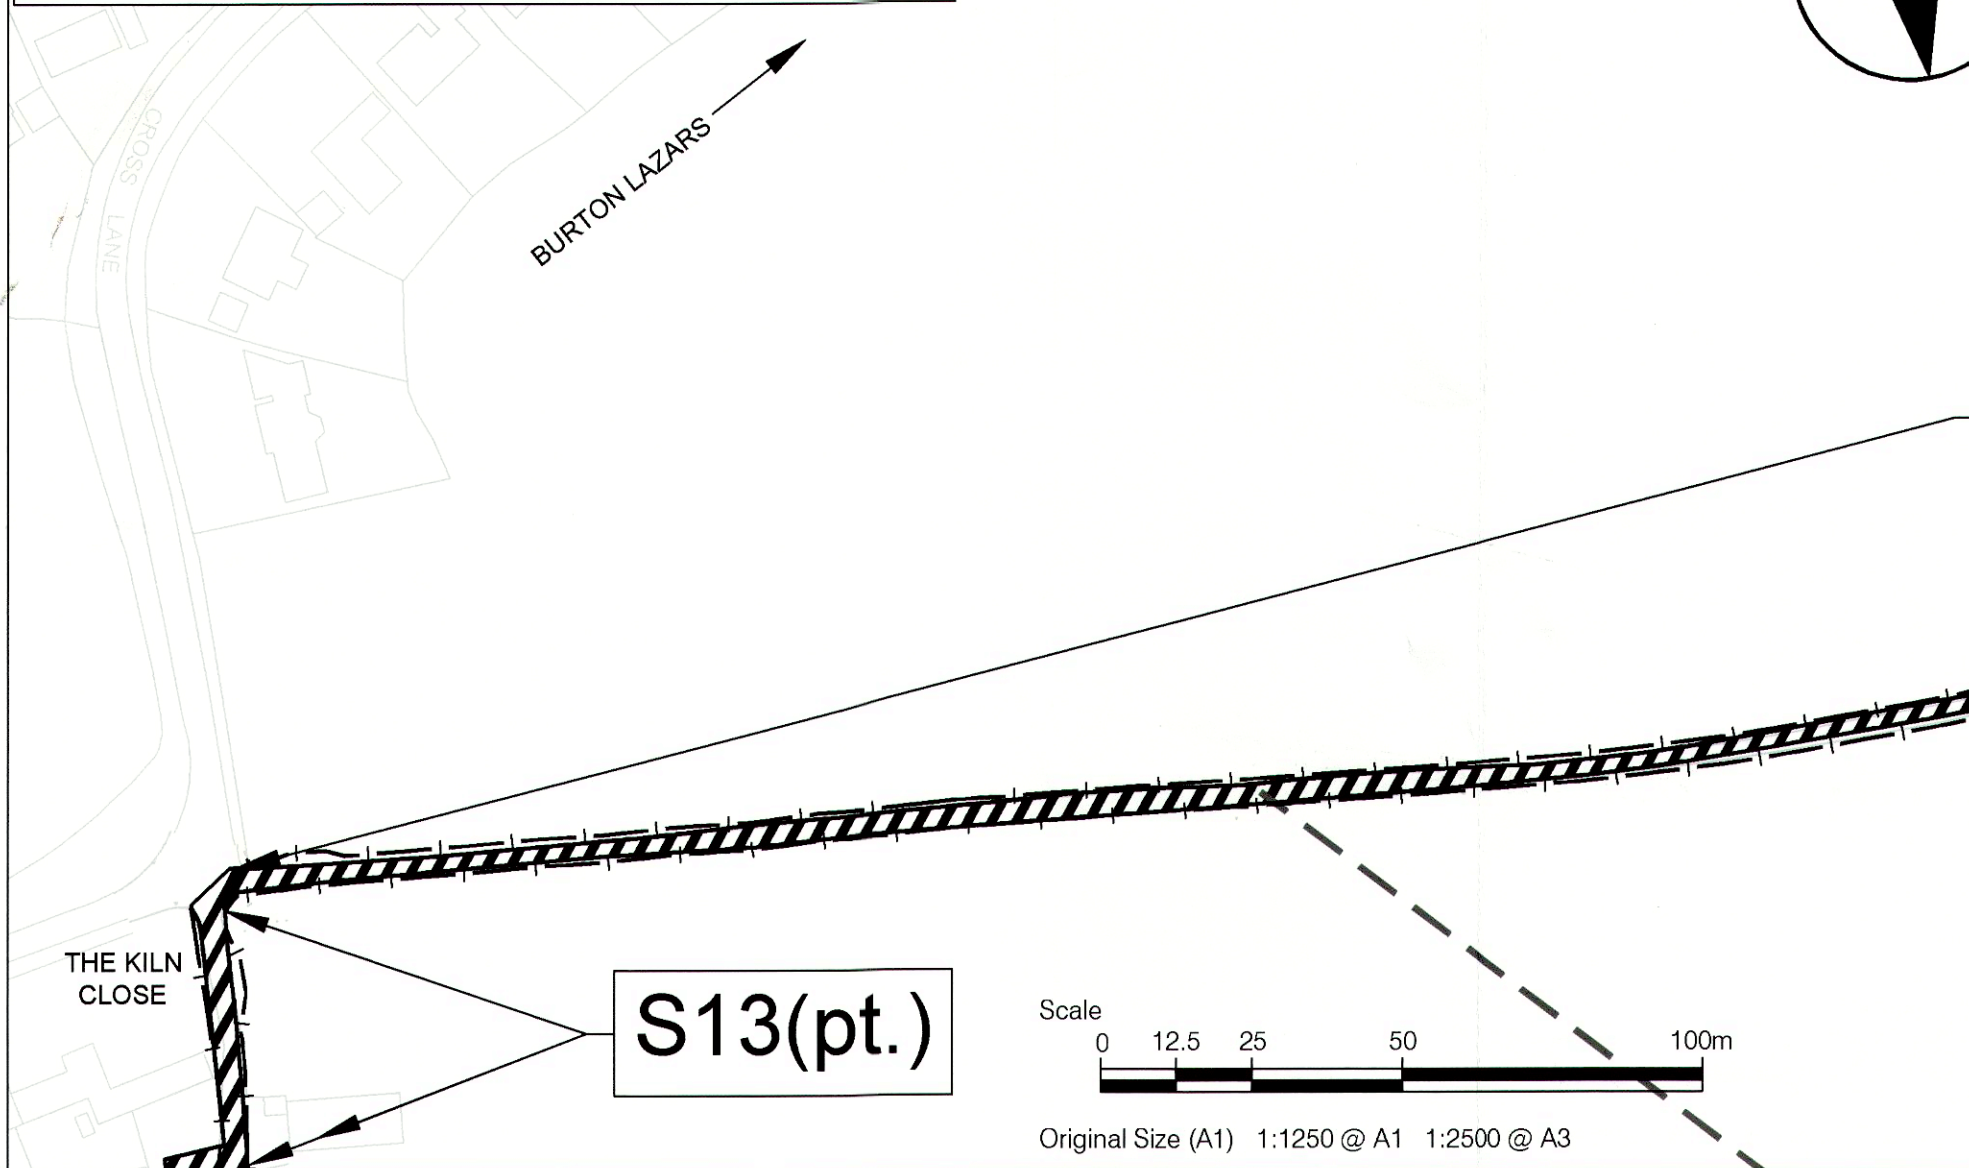 CROSS
LANE
BURTON LAZARS
THE KILN
CLOSE
S13(pt.)
Scale
0 12.5 25 50 100m
Original Size (A1) 1:1250 @ A1 1:2500 @ A3